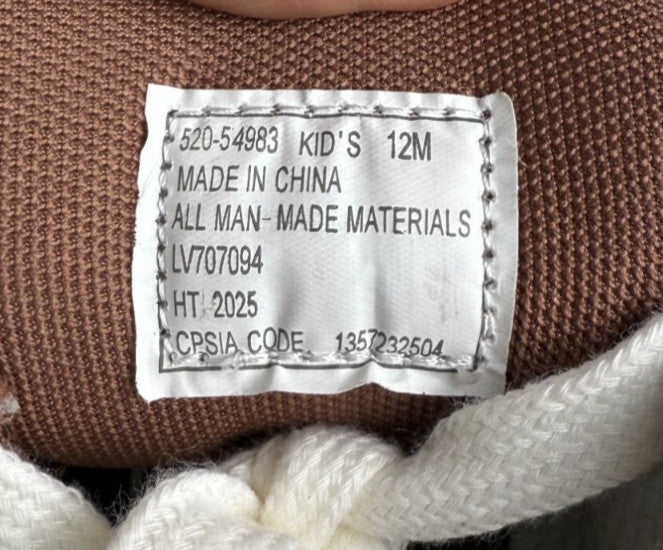 520-54983 KID'S 12M
MADE IN CHINA
ALL MAN-MADE MATERIALS
LV707094
HT 2025
CPSIA CODE 1357232504